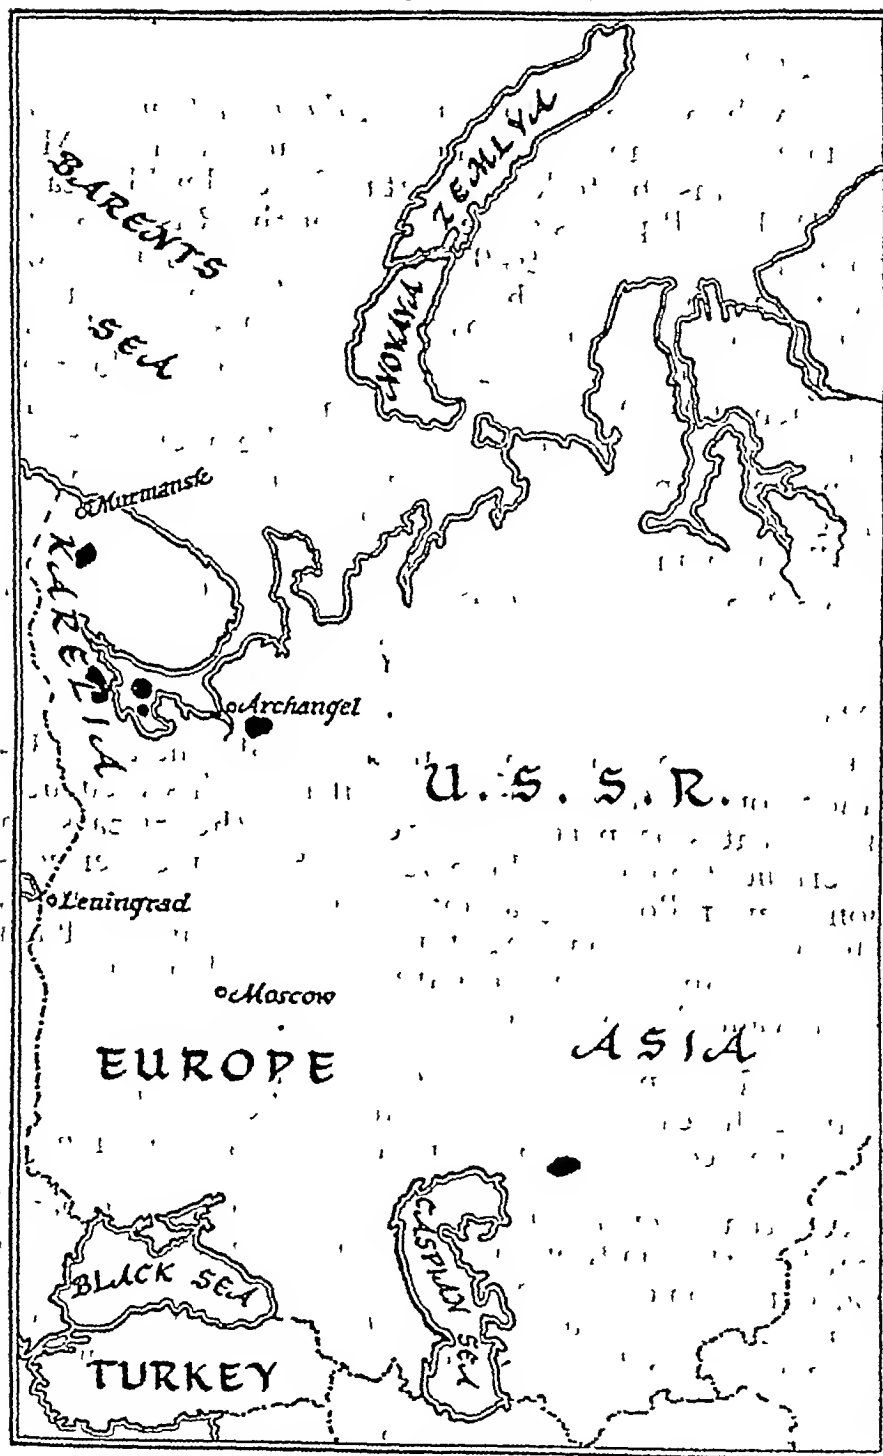 ZEMLYA
BARENTS
SEA
NOVAYA
Murmansk
KARELIA
Archangel
U.S.S.R.
Leningrad
Moscow
EUROPE
ASIA
CASPIAN SEA
BLACK SEA
TURKEY